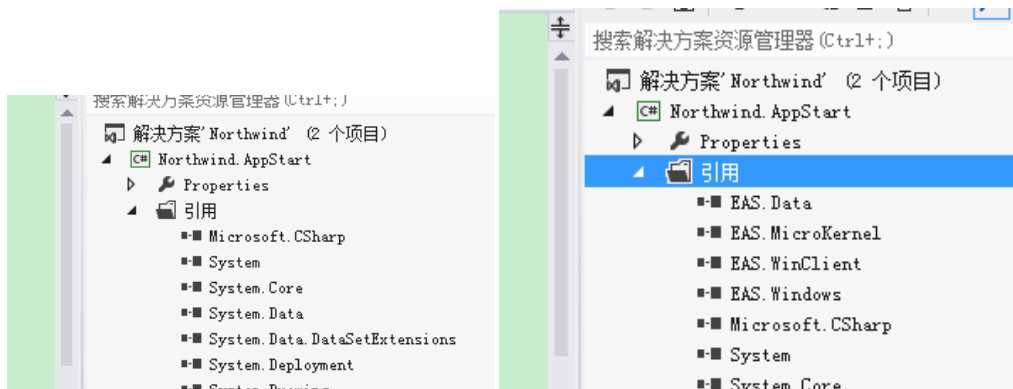 搜索解决方案资源管理器(Ctrl+;)
解决方案'Northwind' (2 个项目)
C# Northwind.AppStart
Properties
引用
Microsoft.CSharp
System
System.Core
System.Data
System.Data.DataSetExtensions
System.Deployment
System.Drawing
搜索解决方案资源管理器(Ctrl+;)
解决方案'Northwind' (2 个项目)
C# Northwind.AppStart
Properties
引用
EAS.Data
EAS.MicroKernel
EAS.WinClient
EAS.Windows
Microsoft.CSharp
System
System.Core